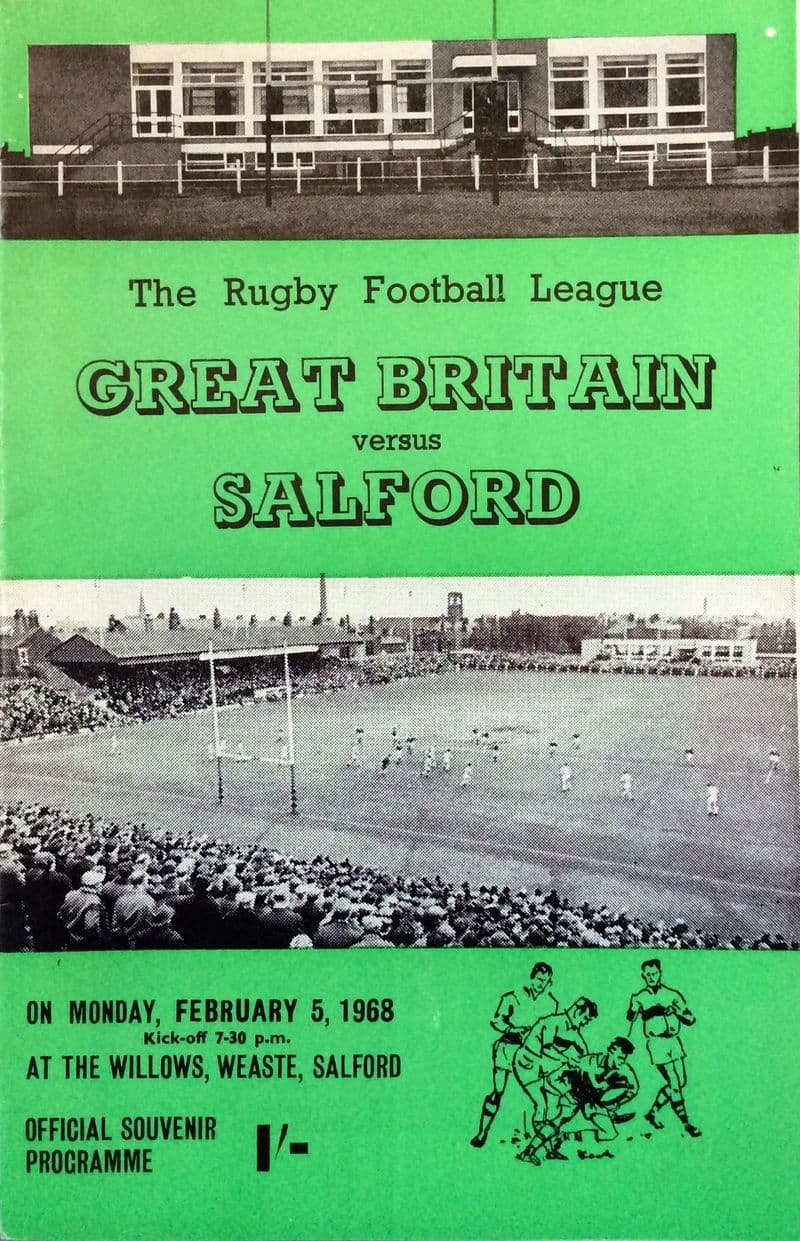 The Rugby Football League
GREAT BRITAIN
versus
SALFORD
ON MONDAY, FEBRUARY 5, 1968
Kick-off 7-30 p.m.
AT THE WILLOWS, WEASTE, SALFORD
OFFICIAL SOUVENIR
PROGRAMME
1/-